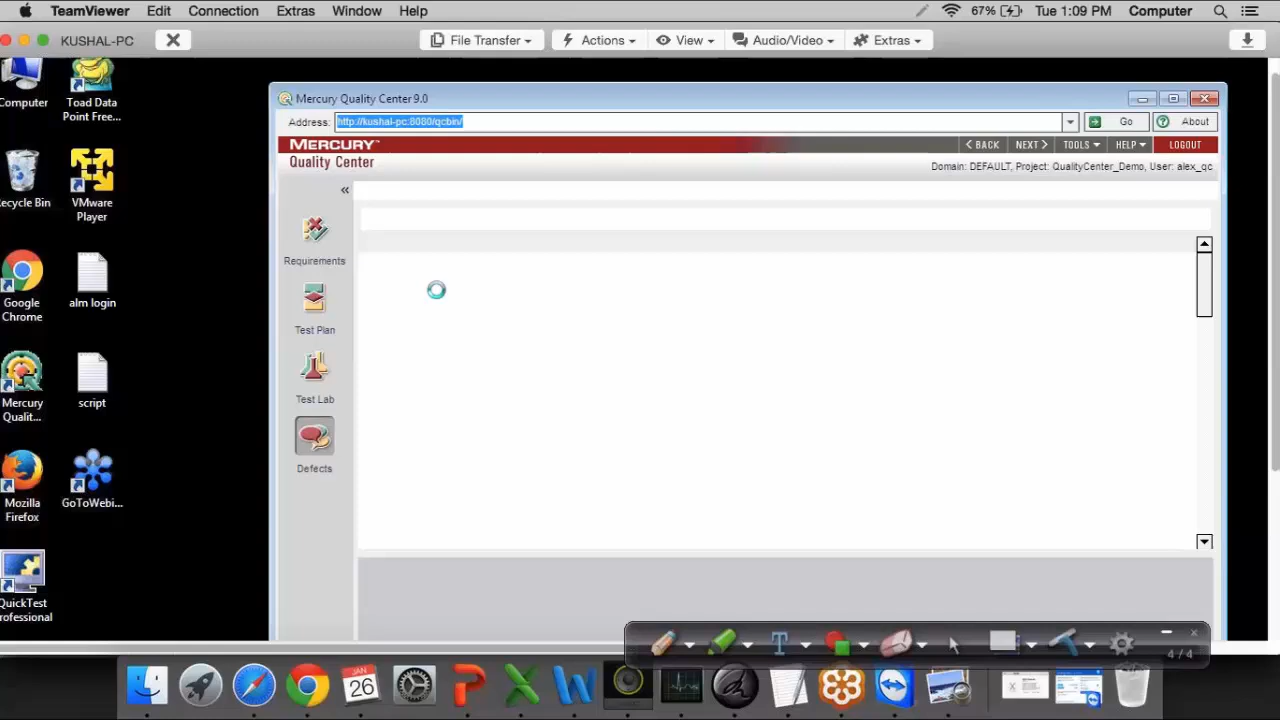 TeamViewer Edit Connection Extras Window Help 67% Tue 1:09 PM Computer
KUSHAL-PC File Transfer Actions View Audio/Video Extras
Computer
Toad Data
Point Free...
Recycle Bin
VMware
Player
Google
Chrome
alm login
Mercury
Qualit...
script
Mozilla
Firefox
GoToWebi...
QuickTest
Professional
Mercury Quality Center 9.0
Address: http://kushal-pc:8080/qcbin/ Go About
MERCURY™ < BACK NEXT > TOOLS HELP LOGOUT
Quality Center
Domain: DEFAULT, Project: QualityCenter_Demo, User: alex_qc
«
Requirements
Test Plan
Test Lab
Defects
T
4 / 4
JAN
26